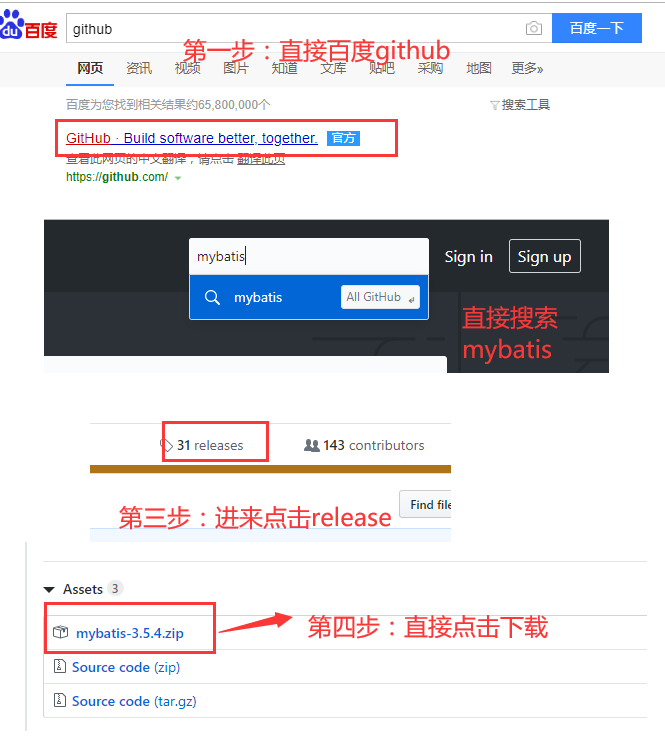 du 百度
github
百度一下
第一步：直接百度github
网页 资讯 视频 图片 知道 文库 贴吧 采购 地图 更多»
百度为您找到相关结果约65,800,000个
搜索工具
GitHub · Build software better, together. 官方
查看此网页的中文翻译，请点击 翻译此页
https://github.com/
mybatis
Sign in
Sign up
mybatis
All GitHub
直接搜索
mybatis
31 releases
143 contributors
Find file
第三步：进来点击release
Assets 3
mybatis-3.5.4.zip
第四步：直接点击下载
Source code (zip)
Source code (tar.gz)